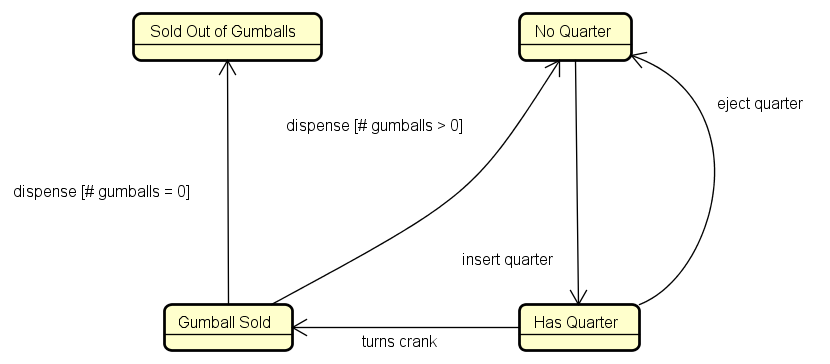 Sold Out of Gumballs
No Quarter
eject quarter
dispense [# gumballs > 0]
dispense [# gumballs = 0]
insert quarter
Gumball Sold
Has Quarter
turns crank